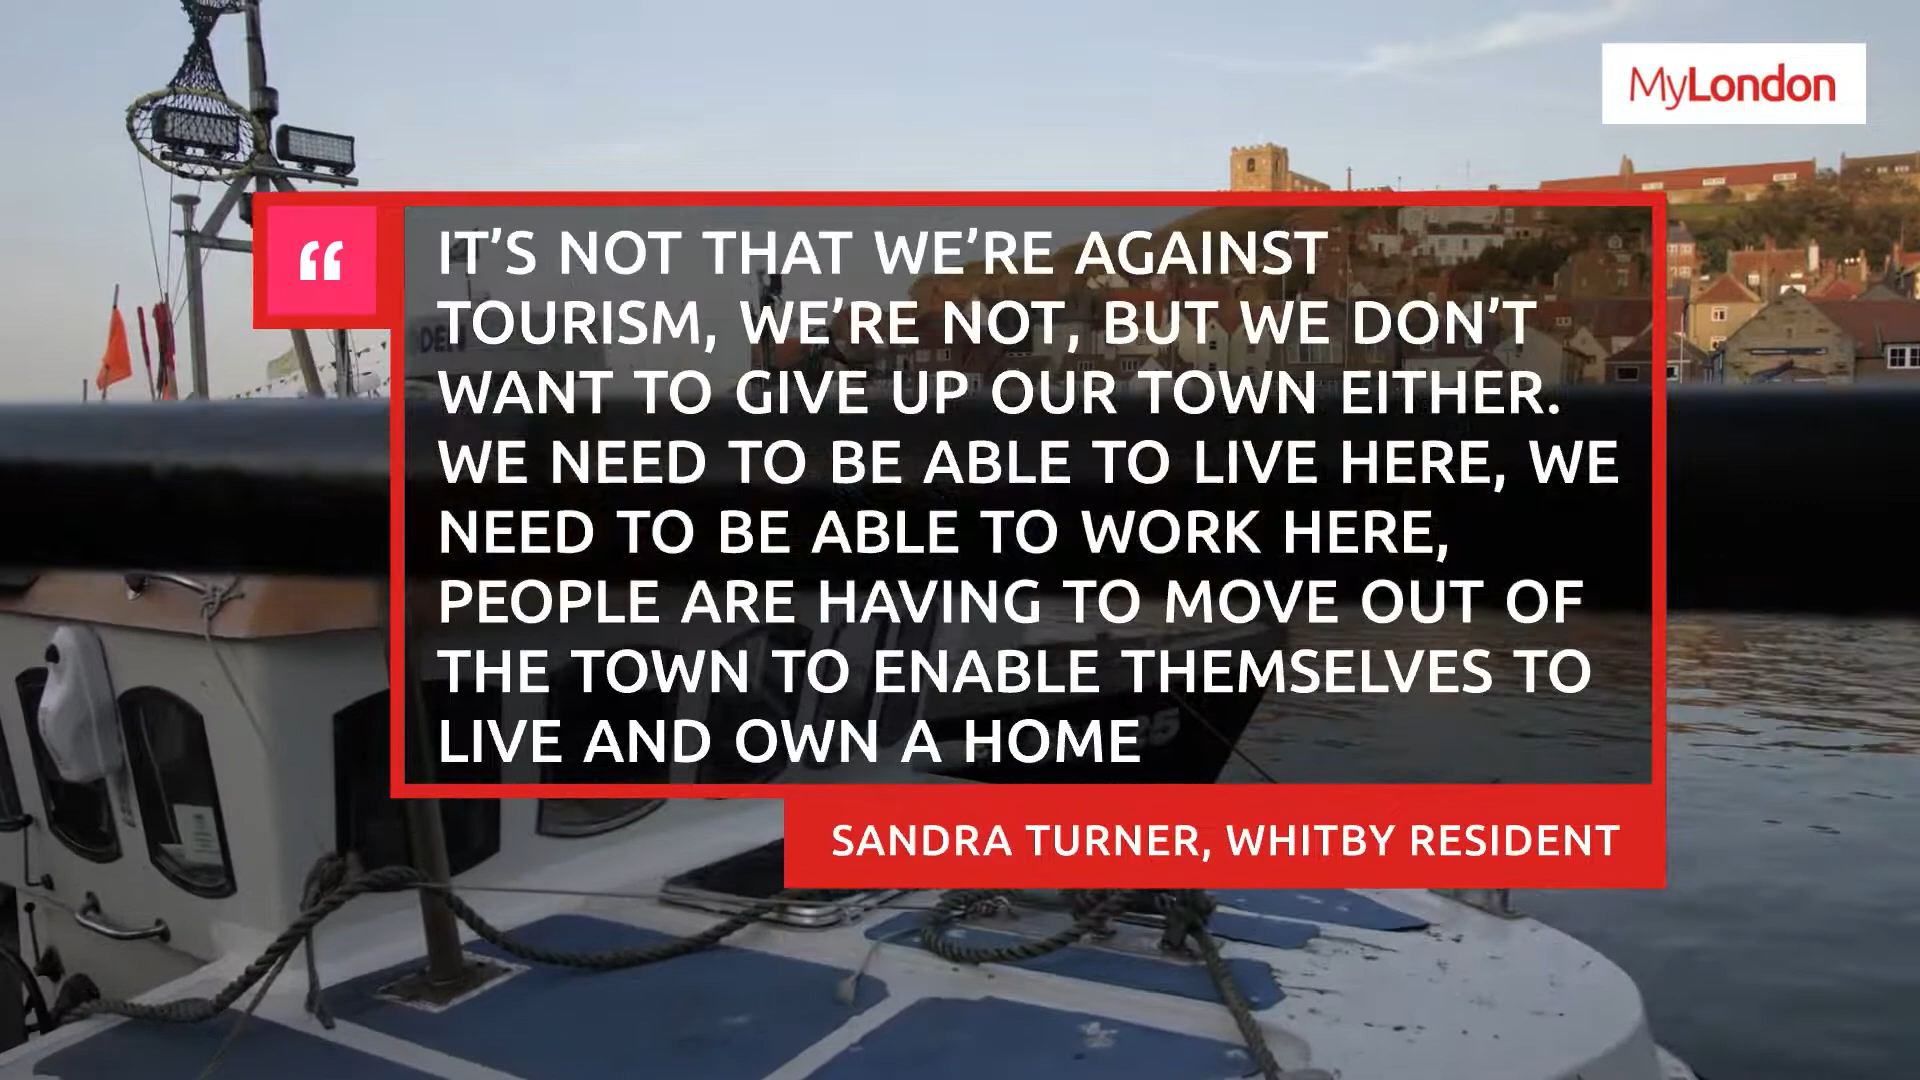 MyLondon
“
IT’S NOT THAT WE’RE AGAINST
TOURISM, WE’RE NOT, BUT WE DON’T
WANT TO GIVE UP OUR TOWN EITHER.
WE NEED TO BE ABLE TO LIVE HERE, WE
NEED TO BE ABLE TO WORK HERE,
PEOPLE ARE HAVING TO MOVE OUT OF
THE TOWN TO ENABLE THEMSELVES TO
LIVE AND OWN A HOME
SANDRA TURNER, WHITBY RESIDENT